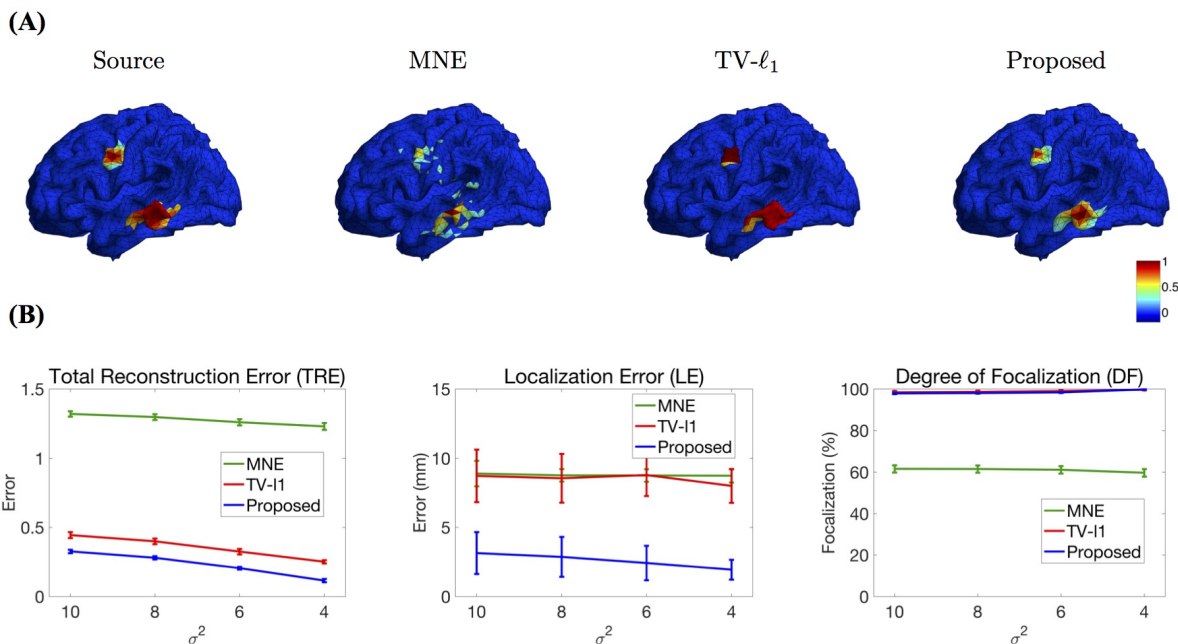 (A)
Source MNE TV-ℓ₁ Proposed
1
0.5
0
(B)
Total Reconstruction Error (TRE)
1.5
1
0.5
0
Error
MNE
TV-l1
Proposed
10 8 6 4
σ²
Localization Error (LE)
15
10
5
0
Error (mm)
MNE
TV-l1
Proposed
10 8 6 4
σ²
Degree of Focalization (DF)
100
80
60
40
20
0
Focalization (%)
MNE
TV-l1
Proposed
10 8 6 4
σ²